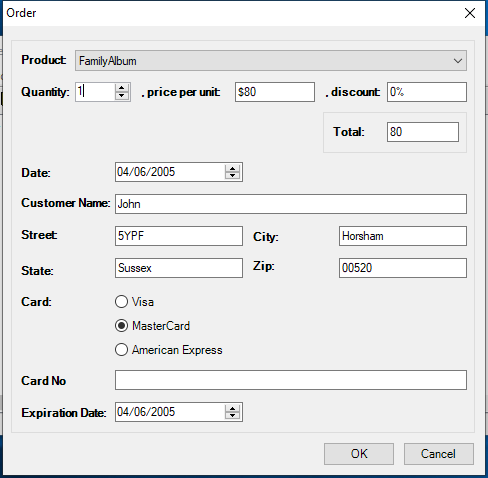 Order
Product: FamilyAlbum
Quantity: 1 , price per unit: $80 , discount: 0%
Total: 80
Date: 04/06/2005
Customer Name: John
Street: 5YPF City: Horsham
State: Sussex Zip: 00520
Card: Visa
MasterCard
American Express
Card No
Expiration Date: 04/06/2005
OK Cancel